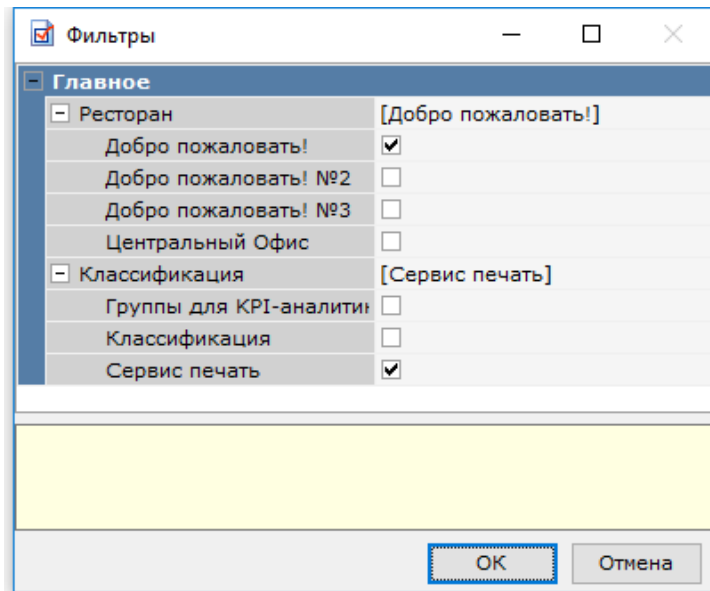 Фильтры
Главное
Ресторан [Добро пожаловать!]
Добро пожаловать!
Добро пожаловать! №2
Добро пожаловать! №3
Центральный Офис
Классификация [Сервис печать]
Группы для KPI-аналити
Классификация
Сервис печать
OK Отмена